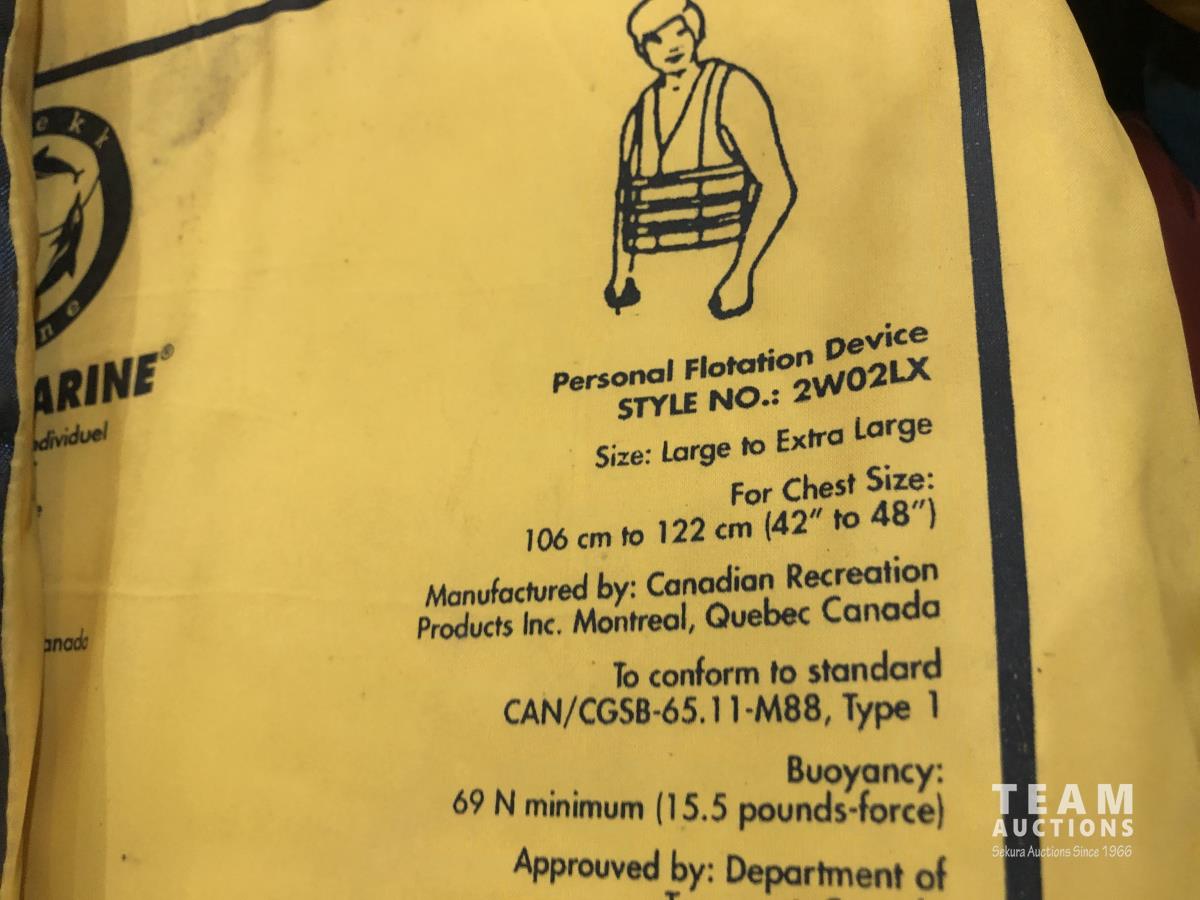 ARINE®
Personal Flotation Device
STYLE NO.: 2W02LX
Size: Large to Extra Large
For Chest Size:
106 cm to 122 cm (42" to 48")
Manufactured by: Canadian Recreation
Products Inc. Montreal, Quebec Canada
To conform to standard
CAN/CGSB-65.11-M88, Type 1
Buoyancy:
69 N minimum (15.5 pounds-force)
Approuved by: Department of
TEAM
AUCTIONS
Sekura Auctions Since 1966